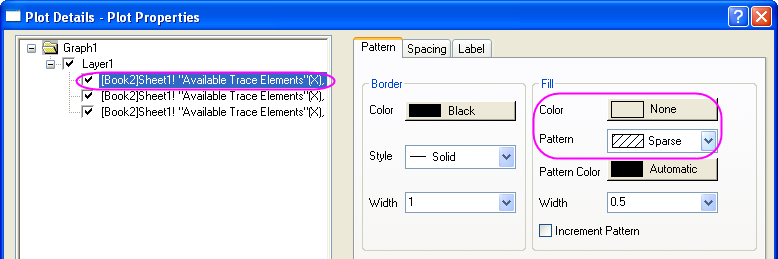 Plot Details - Plot Properties
Graph1
Layer1
[Book2]Sheet1! "Available Trace Elements"(X),
[Book2]Sheet1! "Available Trace Elements"(X),
[Book2]Sheet1! "Available Trace Elements"(X),
Pattern Spacing Label
Border
Color Black
Style Solid
Width 1
Fill
Color None
Pattern Sparse
Pattern Color Automatic
Width 0.5
Increment Pattern